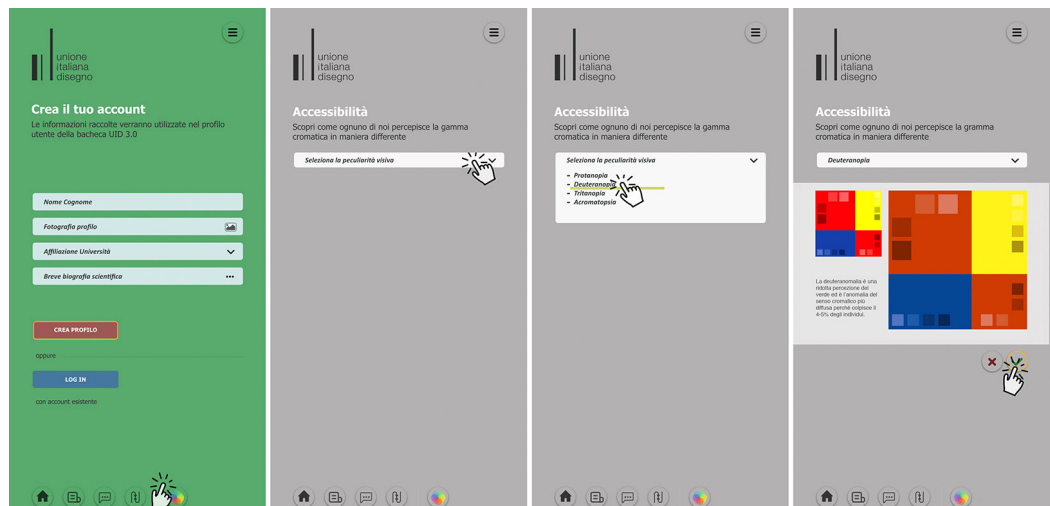 unione
italiana
disegno
Crea il tuo account
Le informazioni raccolte verranno utilizzate nel profilo
utente della bacheca UID 3.0
Nome Cognome
Fotografia profilo
Affiliazione Università
Breve biografia scientifica
CREA PROFILO
oppure
LOG IN
con account esistente
unione
italiana
disegno
Accessibilità
Scopri come ognuno di noi percepisce la gamma
cromatica in maniera differente
Seleziona la peculiarità visiva
unione
italiana
disegno
Accessibilità
Scopri come ognuno di noi percepisce la gamma
cromatica in maniera differente
Seleziona la peculiarità visiva
- Protanopia
- Deuteranopia
- Tritanopia
- Acromatopsia
unione
italiana
disegno
Accessibilità
Scopri come ognuno di noi percepisce la gramma
cromatica in maniera differente
Deuteranopia
La deuteranomalia è una
ridotta percezione del
verde ed è l'anomalia del
senso cromatico più
diffusa perché colpisce il
4-5% degli individui.